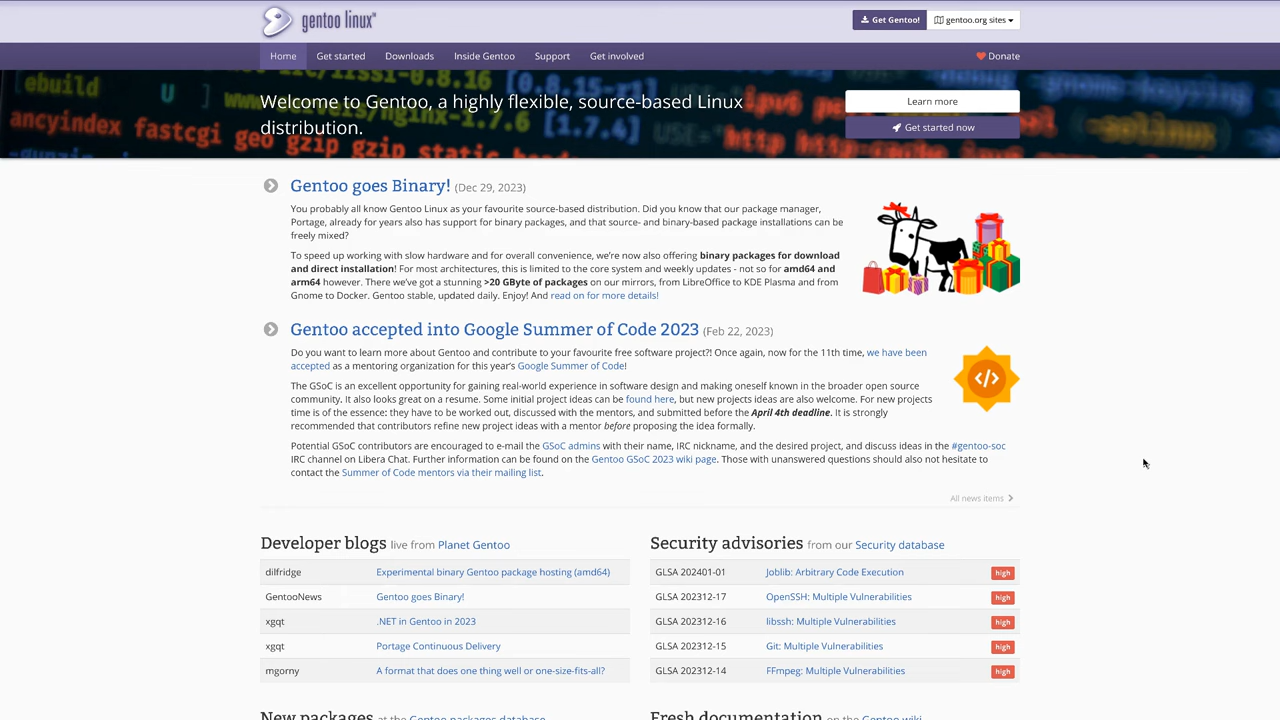 gentoo linux™
Get Gentoo!
gentoo.org sites
Home
Get started
Downloads
Inside Gentoo
Support
Get involved
Donate
ebuild
U ]
[0.8.15]
ancyindex fastcgi geo gzip gzip static
[1.7.4]
Welcome to Gentoo, a highly flexible, source-based Linux
distribution.
Learn more
Get started now
Gentoo goes Binary! (Dec 29, 2023)
You probably all know Gentoo Linux as your favourite source-based distribution. Did you know that our package manager,
Portage, already for years also has support for binary packages, and that source- and binary-based package installations can be
freely mixed?
To speed up working with slow hardware and for overall convenience, we're now also offering binary packages for download
and direct installation! For most architectures, this is limited to the core system and weekly updates - not so for amd64 and
arm64 however. There we've got a stunning >20 GByte of packages on our mirrors, from LibreOffice to KDE Plasma and from
Gnome to Docker. Gentoo stable, updated daily. Enjoy! And read on for more details!
Gentoo accepted into Google Summer of Code 2023 (Feb 22, 2023)
Do you want to learn more about Gentoo and contribute to your favourite free software project?! Once again, now for the 11th time, we have been
accepted as a mentoring organization for this year's Google Summer of Code!
The GSoC is an excellent opportunity for gaining real-world experience in software design and making oneself known in the broader open source
community. It also looks great on a resume. Some initial project ideas can be found here, but new projects ideas are also welcome. For new projects
time is of the essence: they have to be worked out, discussed with the mentors, and submitted before the April 4th deadline. It is strongly
recommended that contributors refine new project ideas with a mentor before proposing the idea formally.
Potential GSoC contributors are encouraged to e-mail the GSoC admins with their name, IRC nickname, and the desired project, and discuss ideas in the #gentoo-soc
IRC channel on Libera Chat. Further information can be found on the Gentoo GSoC 2023 wiki page. Those with unanswered questions should also not hesitate to
contact the Summer of Code mentors via their mailing list.
All news items
Developer blogs live from Planet Gentoo
dilfridge Experimental binary Gentoo package hosting (amd64)
GentooNews Gentoo goes Binary!
xgqt .NET in Gentoo in 2023
xgqt Portage Continuous Delivery
mgorny A format that does one thing well or one-size-fits-all?
Security advisories from our Security database
GLSA 202401-01 Joblib: Arbitrary Code Execution high
GLSA 202312-17 OpenSSH: Multiple Vulnerabilities high
GLSA 202312-16 libssh: Multiple Vulnerabilities high
GLSA 202312-15 Git: Multiple Vulnerabilities high
GLSA 202312-14 FFmpeg: Multiple Vulnerabilities high
New packages at the Gentoo packages database
Fresh documentation on the Gentoo wiki